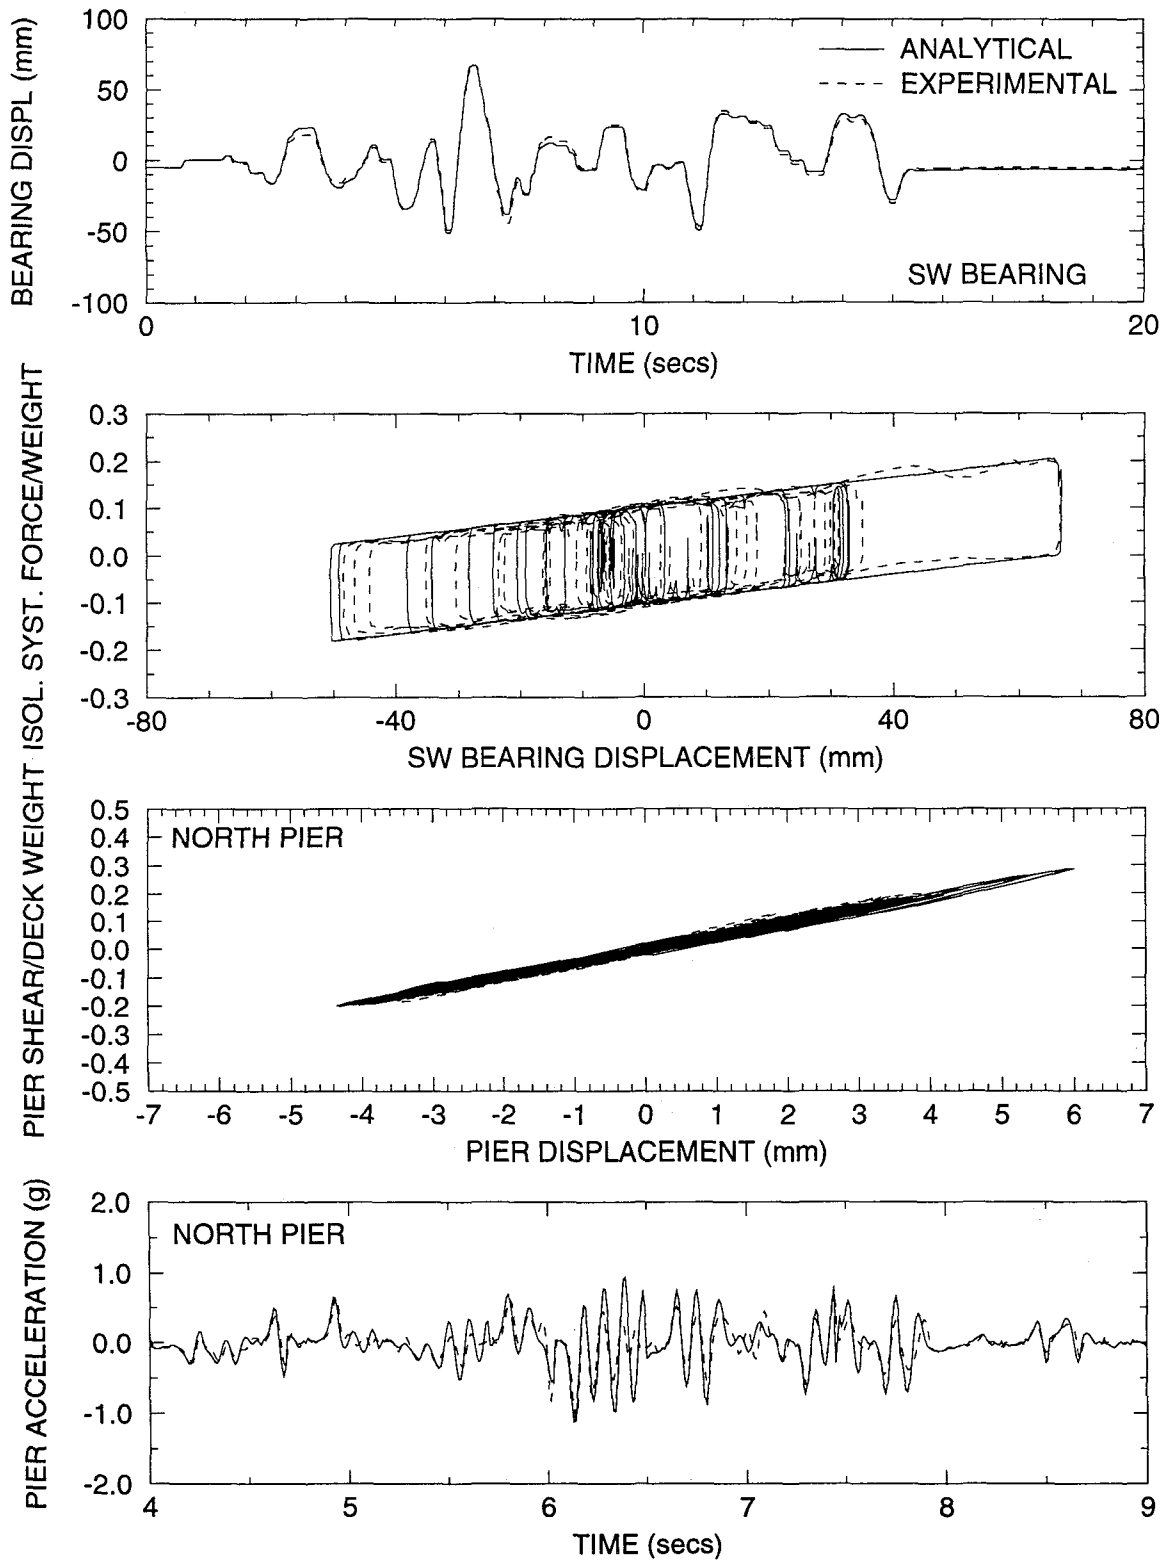 BEARING DISPL (mm)
100
50
0
-50
-100
ANALYTICAL
EXPERIMENTAL
SW BEARING
0 10 20
TIME (secs)
ISOL. SYST. FORCE/WEIGHT
0.3
0.2
0.1
0.0
-0.1
-0.2
-0.3
-80 -40 0 40 80
SW BEARING DISPLACEMENT (mm)
PIER SHEAR/DECK WEIGHT
0.5
0.4
0.3
0.2
0.1
0.0
-0.1
-0.2
-0.3
-0.4
-0.5
NORTH PIER
-7 -6 -5 -4 -3 -2 -1 0 1 2 3 4 5 6 7
PIER DISPLACEMENT (mm)
PIER ACCELERATION (g)
2.0
1.0
0.0
-1.0
-2.0
NORTH PIER
4 5 6 7 8 9
TIME (secs)